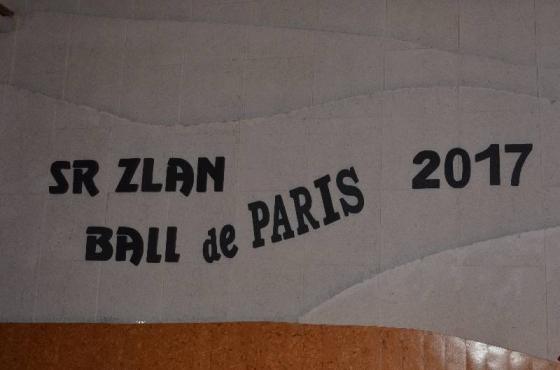 SR ZLAN 2017
BALL de PARIS